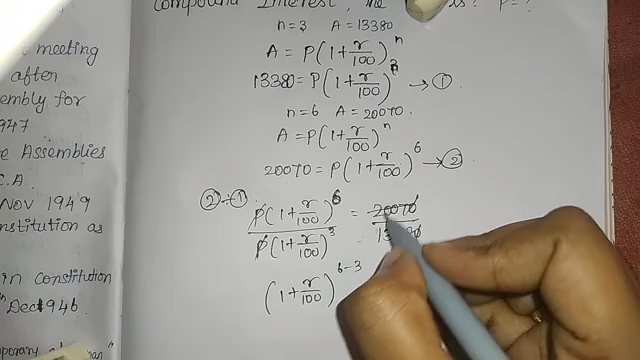 meeting
after
embly for
947
e Assemblies
C.A.
Nov 1949
nstitution as
in constitution
Dec 1946
Compound Interest, the is? P=?
n=3 A=13380
A = P(1+r/100)^n
13380 = P(1+r/100)^3 → ①
n=6 A=20070.
A = P(1+r/100)^n
20070 = P(1+r/100)^6 → ②
②÷① P(1+r/100)^6 / P(1+r/100)^3 = 20070 /
(1+r/100)^6-3